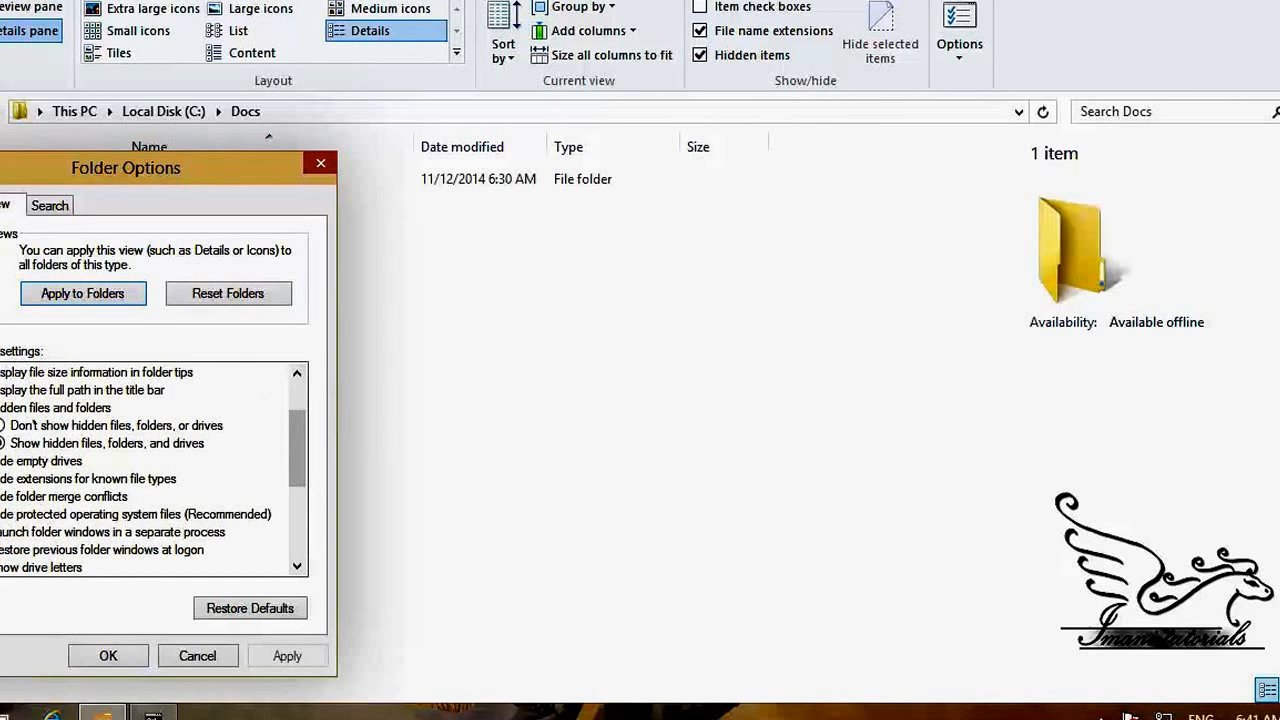 eview pane
Extra large icons
Large icons
Medium icons
Group by
Item check boxes
etails pane
Small icons
List
Details
Add columns
File name extensions
Tiles
Content
Sort by
Size all columns to fit
Hidden items
Hide selected items
Options
Layout
Current view
Show/hide
This PC
Local Disk (C:)
Docs
Search Docs
Name
Date modified
Type
Size
1 item
11/12/2014 6:30 AM
File folder
Availability: Available offline
Folder Options
ew
Search
ews
You can apply this view (such as Details or Icons) to
all folders of this type.
Apply to Folders
Reset Folders
settings:
splay file size information in folder tips
splay the full path in the title bar
dden files and folders
Don't show hidden files, folders, or drives
Show hidden files, folders, and drives
de empty drives
de extensions for known file types
de folder merge conflicts
de protected operating system files (Recommended)
aunch folder windows in a separate process
estore previous folder windows at logon
how drive letters
Restore Defaults
OK
Cancel
Apply
ENG
6:41 A